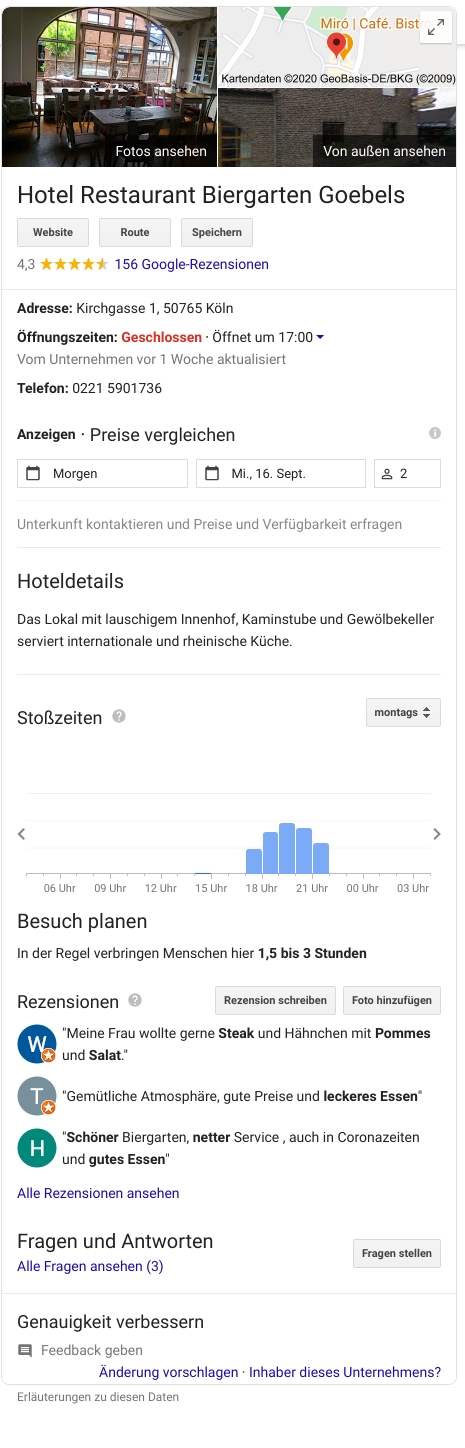 Miró | Café. Bistro
Kartendaten ©2020 GeoBasis-DE/BKG (©2009)
Fotos ansehen
Von außen ansehen
Hotel Restaurant Biergarten Goebels
Website
Route
Speichern
4,3 156 Google-Rezensionen
Adresse: Kirchgasse 1, 50765 Köln
Öffnungszeiten: Geschlossen · Öffnet um 17:00
Vom Unternehmen vor 1 Woche aktualisiert
Telefon: 0221 5901736
Anzeigen · Preise vergleichen
Morgen
Mi., 16. Sept.
2
Unterkunft kontaktieren und Preise und Verfügbarkeit erfragen
Hoteldetails
Das Lokal mit lauschigem Innenhof, Kaminstube und Gewölbekeller
serviert internationale und rheinische Küche.
Stoßzeiten
montags
06 Uhr 09 Uhr 12 Uhr 15 Uhr 18 Uhr 21 Uhr 00 Uhr 03 Uhr
Besuch planen
In der Regel verbringen Menschen hier 1,5 bis 3 Stunden
Rezensionen
Rezension schreiben
Foto hinzufügen
W
"Meine Frau wollte gerne Steak und Hähnchen mit Pommes
und Salat."
T
"Gemütliche Atmosphäre, gute Preise und leckeres Essen"
H
"Schöner Biergarten, netter Service , auch in Coronazeiten
und gutes Essen"
Alle Rezensionen ansehen
Fragen und Antworten
Fragen stellen
Alle Fragen ansehen (3)
Genauigkeit verbessern
Feedback geben
Änderung vorschlagen · Inhaber dieses Unternehmens?
Erläuterungen zu diesen Daten